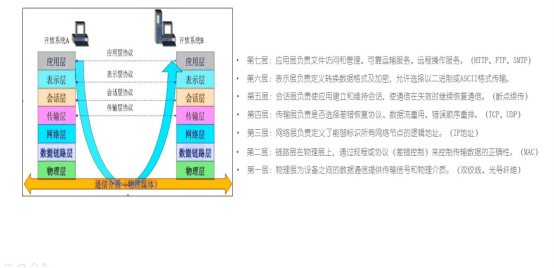 开放系统A
开放系统B
应用层
应用层协议
应用层
表示层
表示层协议
表示层
会话层
会话层协议
会话层
传输层
传输层协议
传输层
网络层
网络层
数据链路层
数据链路层
物理层
物理层
通信介质（物理媒体）
• 第七层：应用层负责文件访问和管理、可靠运输服务、远程操作服务。（HTTP、FTP、SMTP）
• 第六层：表示层负责定义转换数据格式及加密，允许选择以二进制或ASCII格式传输。
• 第五层：会话层负责使应用建立和维持会话，使通信在失效时继续恢复通信。（断点续传）
• 第四层：传输层负责是否选择差错恢复协议、数据流重用、错误顺序重排。（TCP、UDP）
• 第三层：网络层负责定义了能够标识所有网络节点的逻辑地址。（IP地址）
• 第二层：链路层在物理层上，通过规程或协议（差错控制）来控制传输数据的正确性。（MAC）
• 第一层：物理层为设备之间的数据通信提供传输信号和物理介质。（双绞线、光导纤维）